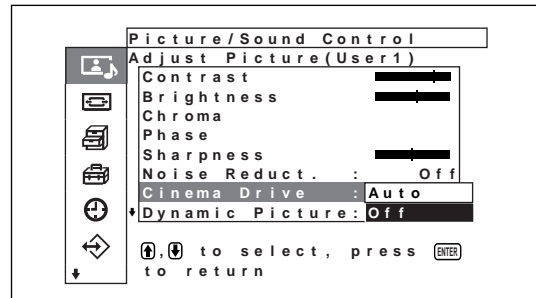 Picture/Sound Control
Adjust Picture(User1)
Contrast
Brightness
Chroma
Phase
Sharpness
Noise Reduct. : Off
Cinema Drive : Auto
Dynamic Picture: Off
, to select, press ENTER
to return